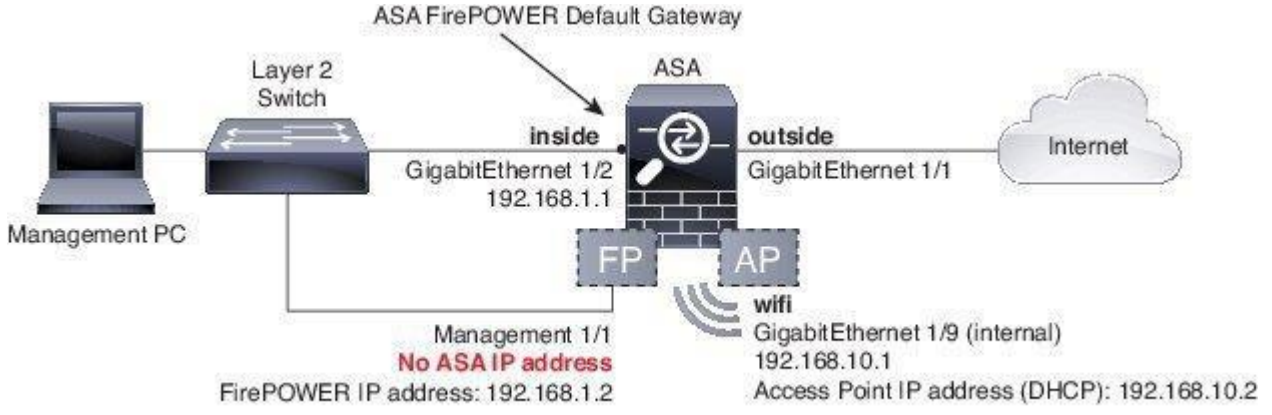 ASA FirePOWER Default Gateway
Layer 2
Switch
ASA
inside
outside
GigabitEthernet 1/2
GigabitEthernet 1/1
192.168.1.1
Internet
Management PC
FP
AP
wifi
Management 1/1
GigabitEthernet 1/9 (internal)
No ASA IP address
192.168.10.1
FirePOWER IP address: 192.168.1.2
Access Point IP address (DHCP): 192.168.10.2